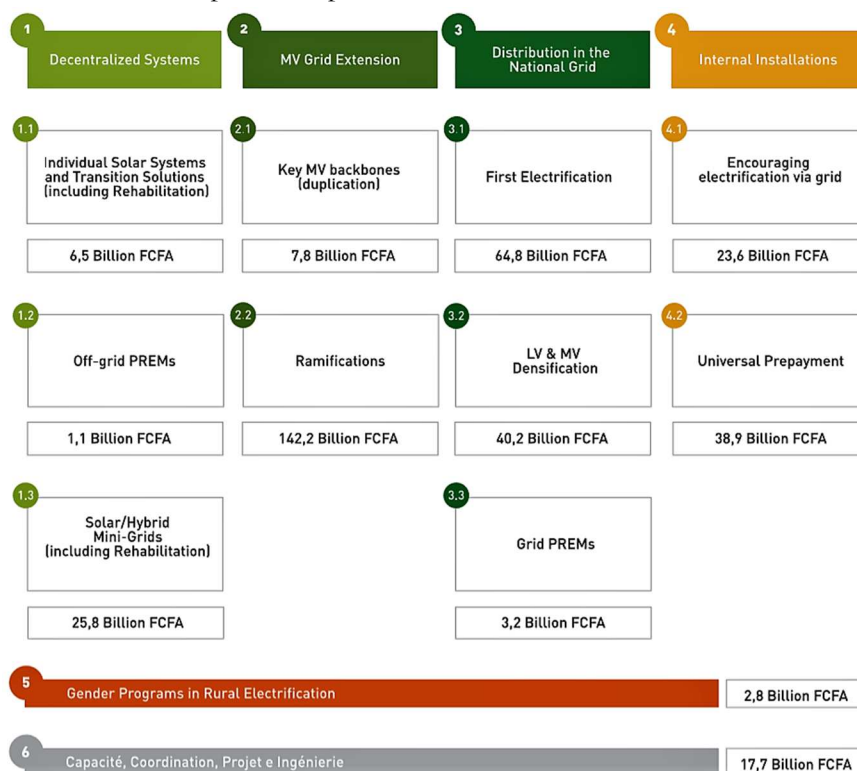 1
Decentralized Systems
2
MV Grid Extension
3
Distribution in the
National Grid
4
Internal Installations
1.1
Individual Solar Systems
and Transition Solutions
(including Rehabilitation)
6,5 Billion FCFA
2.1
Key MV backbones
(duplication)
7,8 Billion FCFA
3.1
First Electrification
64,8 Billion FCFA
4.1
Encouraging
electrification via grid
23,6 Billion FCFA
1.2
Off-grid PREMs
1,1 Billion FCFA
2.2
Ramifications
142,2 Billion FCFA
3.2
LV & MV
Densification
40,2 Billion FCFA
4.2
Universal Prepayment
38,9 Billion FCFA
1.3
Solar/Hybrid
Mini-Grids
(including Rehabilitation)
25,8 Billion FCFA
3.3
Grid PREMs
3,2 Billion FCFA
5
Gender Programs in Rural Electrification
2,8 Billion FCFA
6
Capacité, Coordination, Projet e Ingénierie
17,7 Billion FCFA